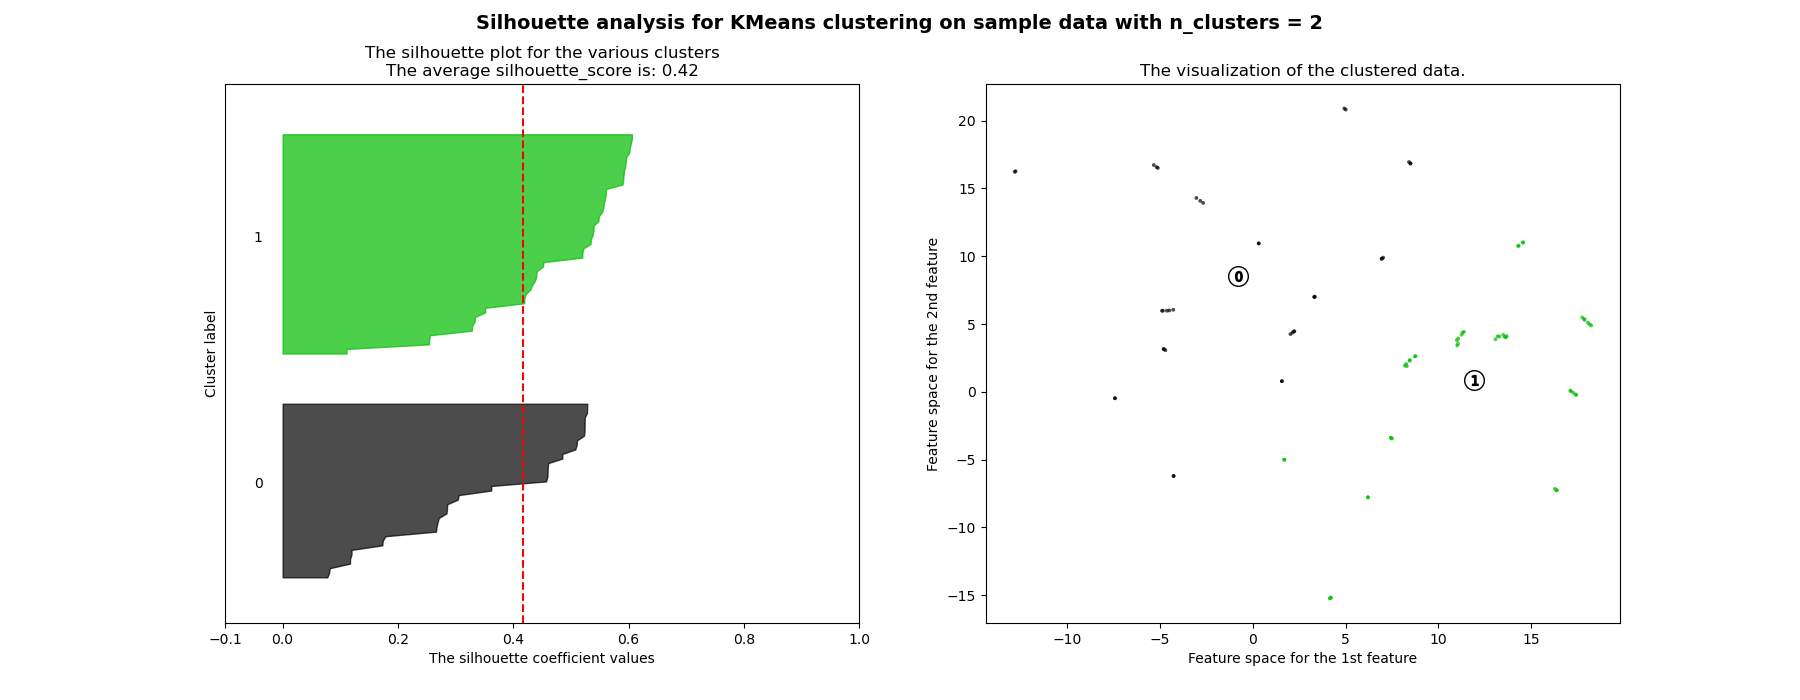 Silhouette analysis for KMeans clustering on sample data with n_clusters = 2
The silhouette plot for the various clusters
The average silhouette_score is: 0.42
1
0
Cluster label
−0.1 0.0 0.2 0.4 0.6 0.8 1.0
The silhouette coefficient values
The visualization of the clustered data.
20
15
10
5
0
−5
−10
−15
Feature space for the 2nd feature
0
1
−10 −5 0 5 10 15
Feature space for the 1st feature